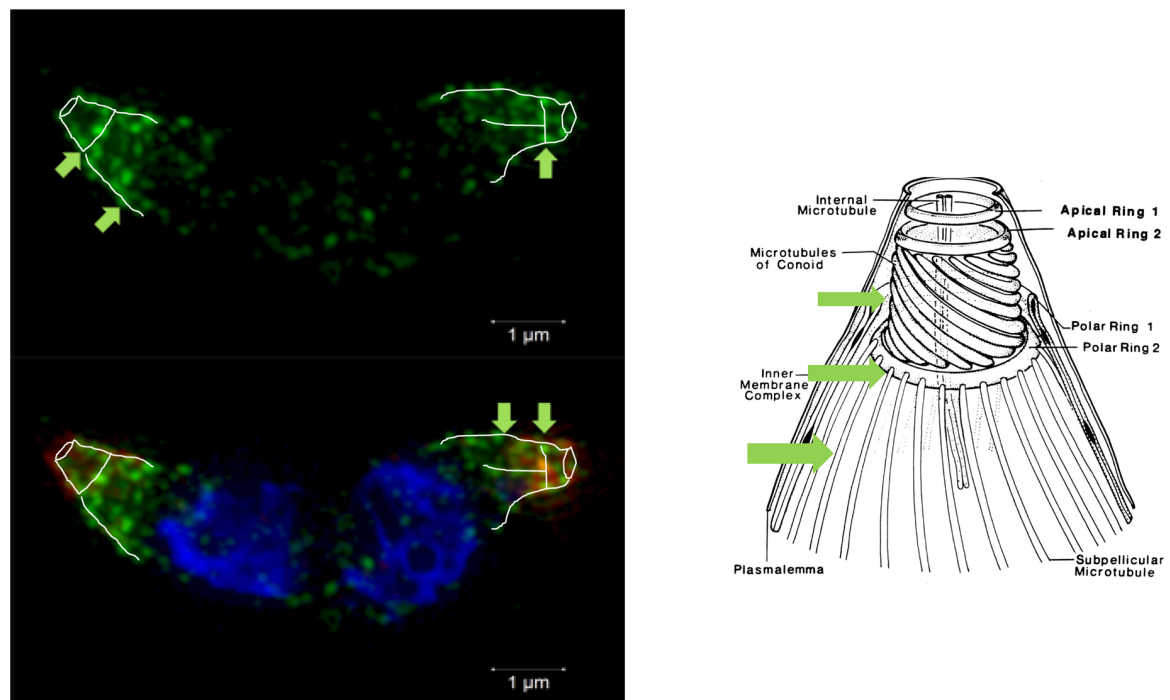 1 µm
1 µm
Internal
Microtubule
Apical Ring 1
Apical Ring 2
Microtubules
of Conoid
Polar Ring 1
Polar Ring 2
Inner
Membrane
Complex
Plasmalemma
Subpellicular
Microtubule